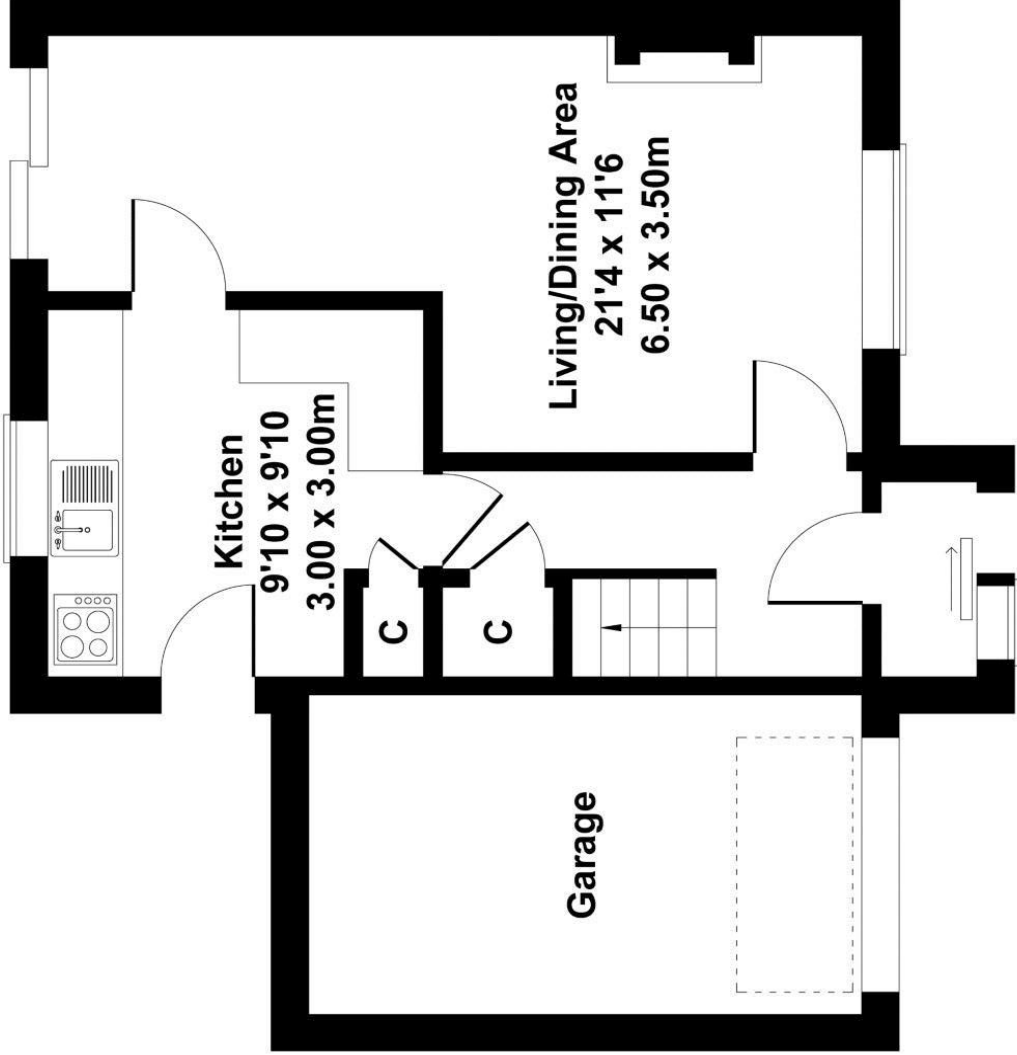 Kitchen
9'10 x 9'10
3.00 x 3.00m
Living/Dining Area
21'4 x 11'6
6.50 x 3.50m
C
C
Garage